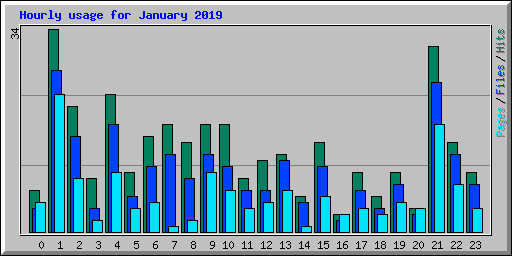 Hourly usage for January 2019
34
Pages / Files / Hits
0 1 2 3 4 5 6 7 8 9 10 11 12 13 14 15 16 17 18 19 20 21 22 23